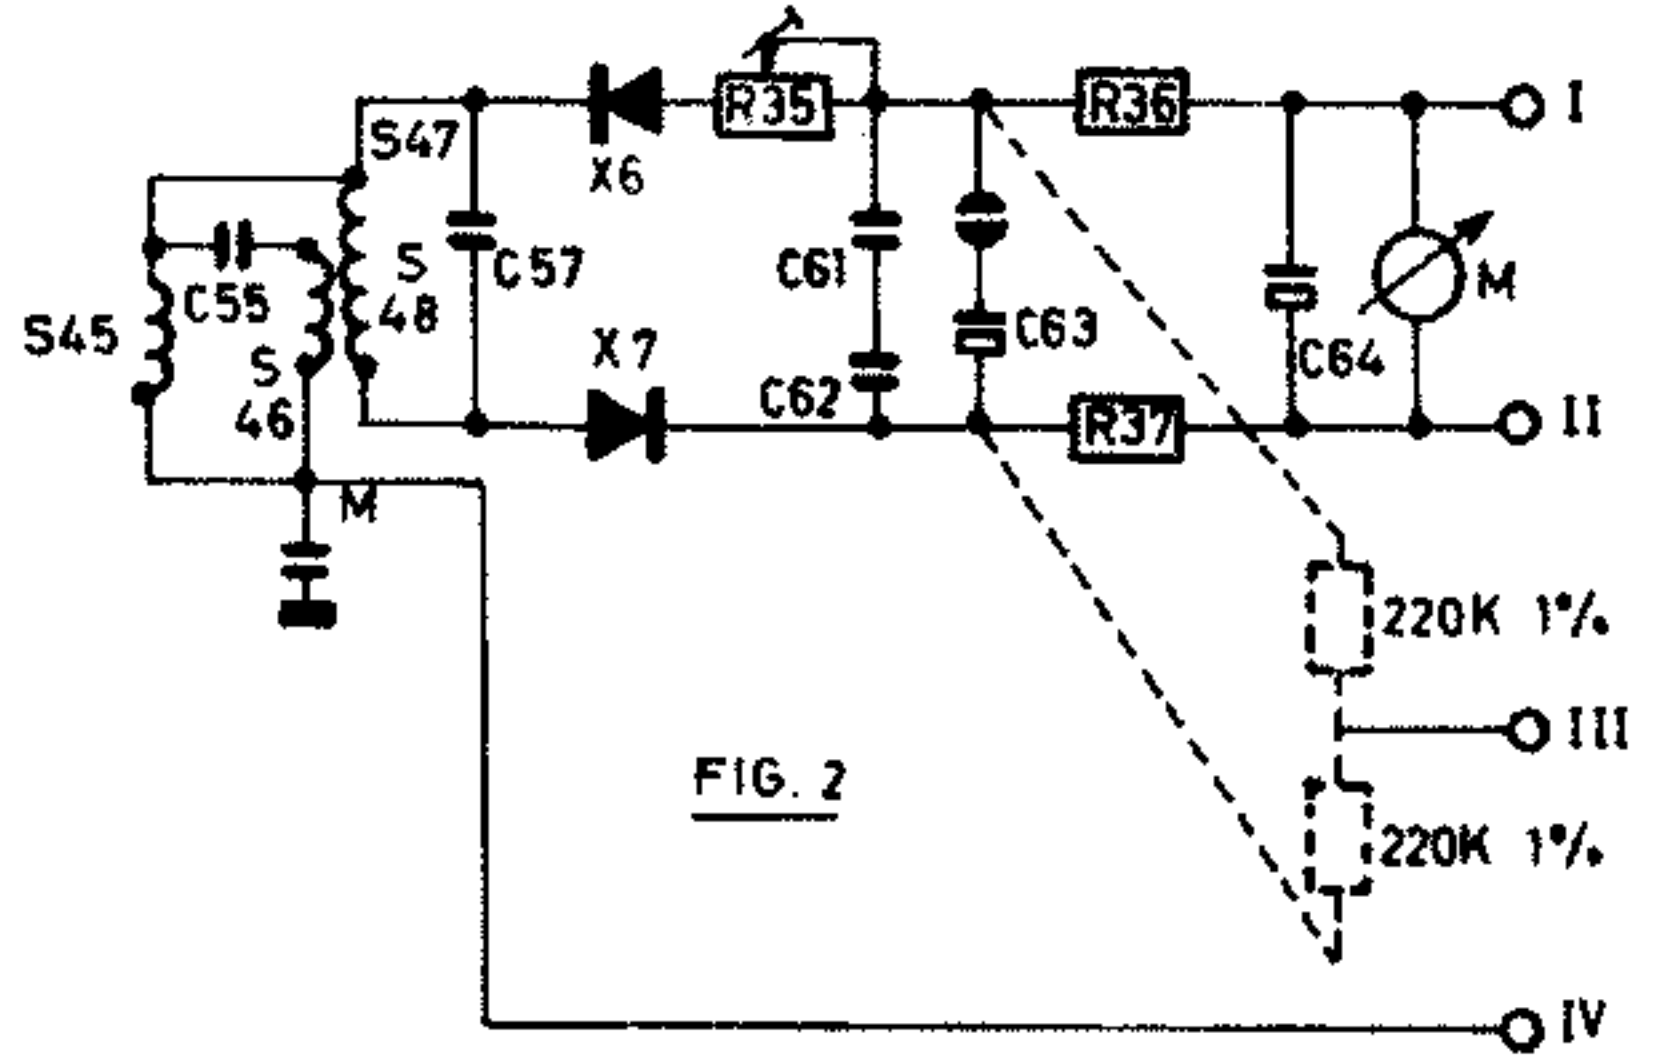 R35
R36
I
S47
X6
S
48
C57
C61
M
C55
S45
C63
X7
C64
S
46
C62
R37
II
M
220K 1%
III
FIG. 2
220K 1%
IV